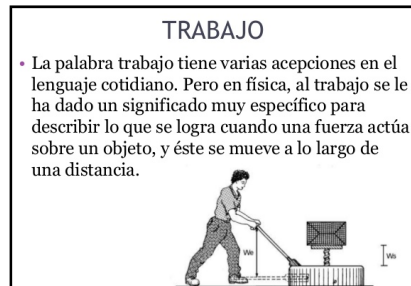 TRABAJO
• La palabra trabajo tiene varias acepciones en el
lenguaje cotidiano. Pero en física, al trabajo se le
ha dado un significado muy específico para
describir lo que se logra cuando una fuerza actúa
sobre un objeto, y éste se mueve a lo largo de
una distancia.
We
Ws